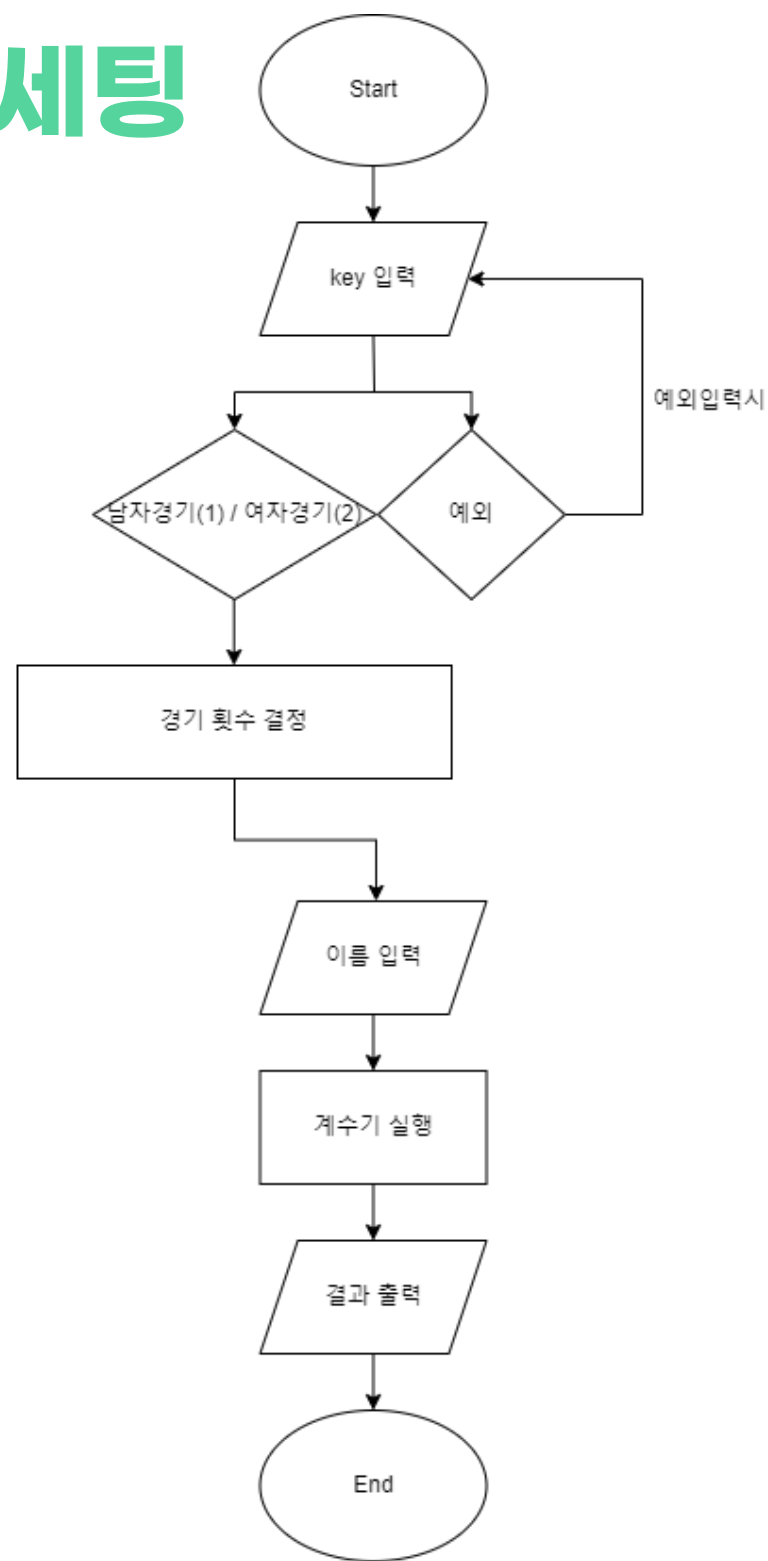 세팅
Start
key 입력
예외입력시
남자경기(1) / 여자경기(2)
예외
경기 횟수 결정
이름 입력
계수기 실행
결과 출력
End